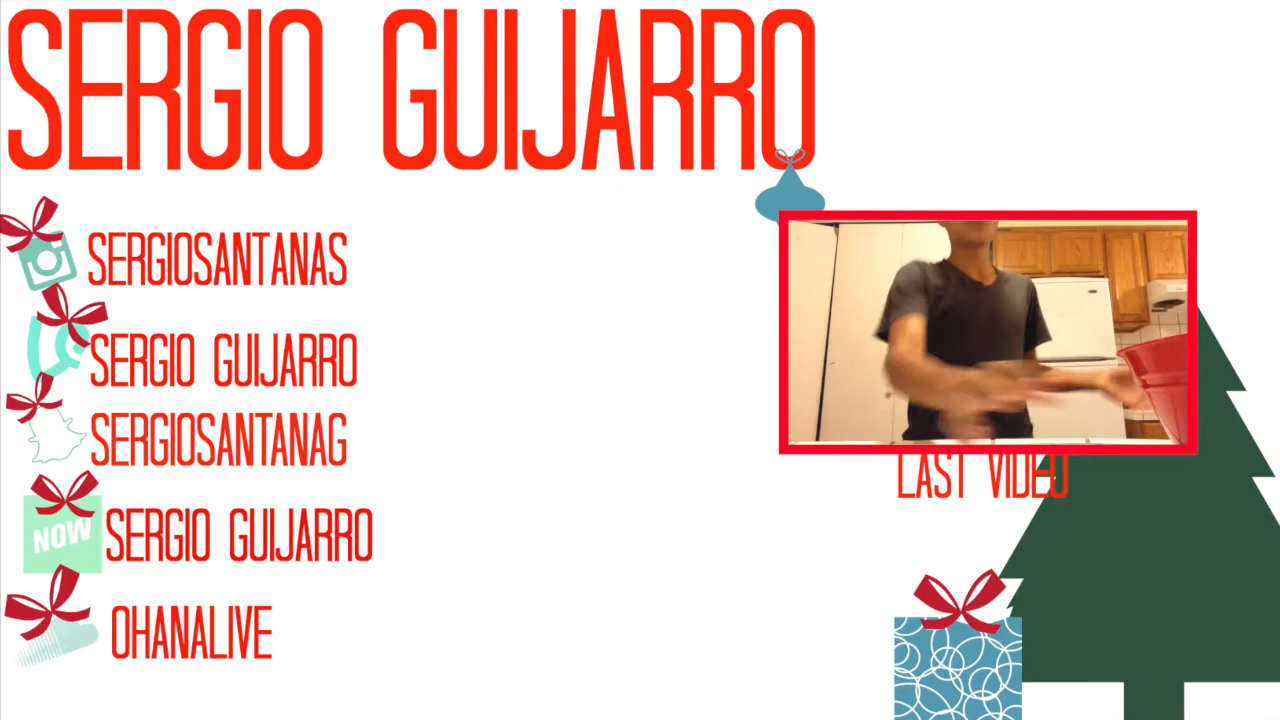 SERGIO GUIJARRO
SERGIOSANTANAS
SERGIO GUIJARRO
SERGIOSANTANAG
NOW
SERGIO GUIJARRO
OHANALIVE
LAST VIDEO